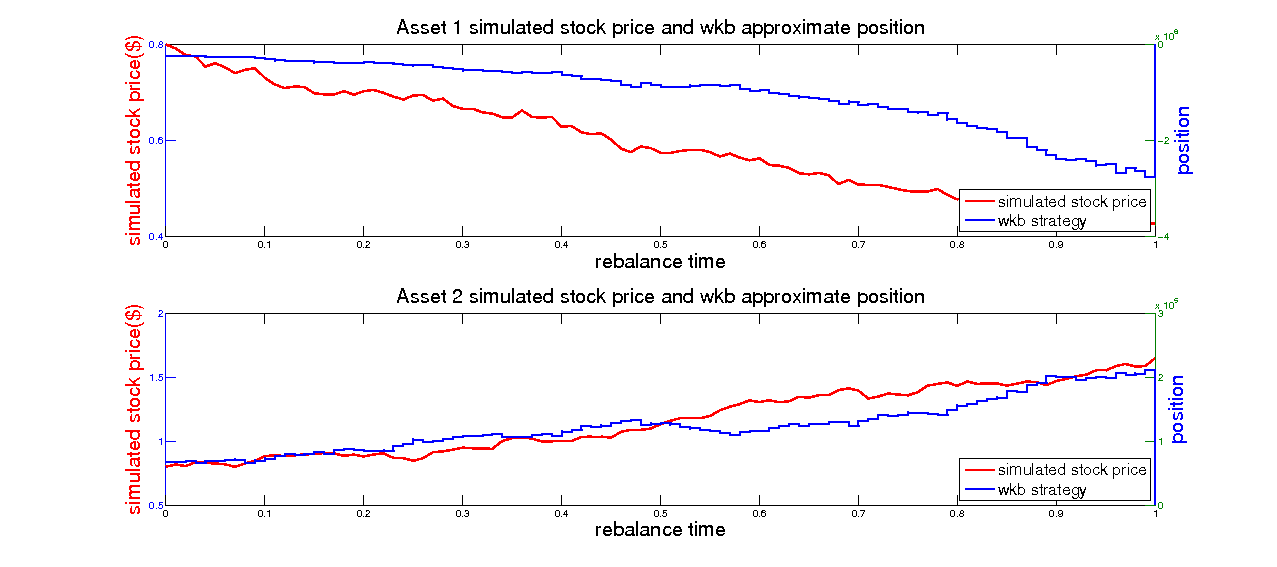 Asset 1 simulated stock price and wkb approximate position
simulated stock price($)
0.8
0.6
0.4
0
-2
-4
position
simulated stock price
wkb strategy
0 0.1 0.2 0.3 0.4 0.5 0.6 0.7 0.8 0.9 1
rebalance time
Asset 2 simulated stock price and wkb approximate position
simulated stock price($)
2
1.5
1
0.5
3
2
1
0
position
simulated stock price
wkb strategy
0 0.1 0.2 0.3 0.4 0.5 0.6 0.7 0.8 0.9 1
rebalance time